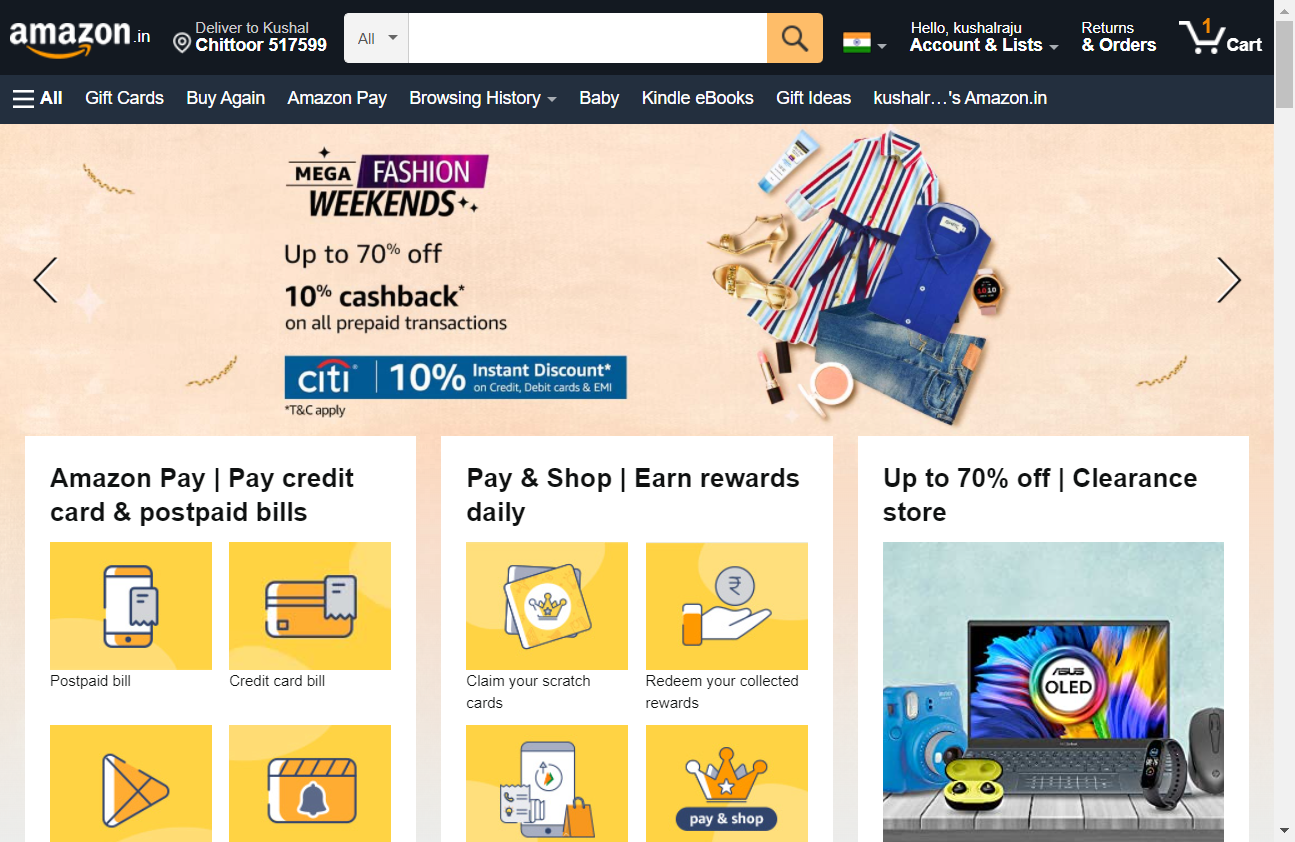 amazon.in
Deliver to Kushal
Chittoor 517599
All
Hello, kushalraju
Account & Lists
Returns
& Orders
1
Cart
All
Gift Cards
Buy Again
Amazon Pay
Browsing History
Baby
Kindle eBooks
Gift Ideas
kushalr…'s Amazon.in
MEGA FASHION
WEEKENDS
Up to 70% off
10% cashback*
on all prepaid transactions
citi
10% Instant Discount*
on Credit, Debit cards & EMI
*T&C apply
10:10
Amazon Pay | Pay credit
card & postpaid bills
Postpaid bill
Credit card bill
Pay & Shop | Earn rewards
daily
₹
Claim your scratch
cards
Redeem your collected
rewards
pay & shop
Up to 70% off | Clearance
store
ASUS
OLED
hp